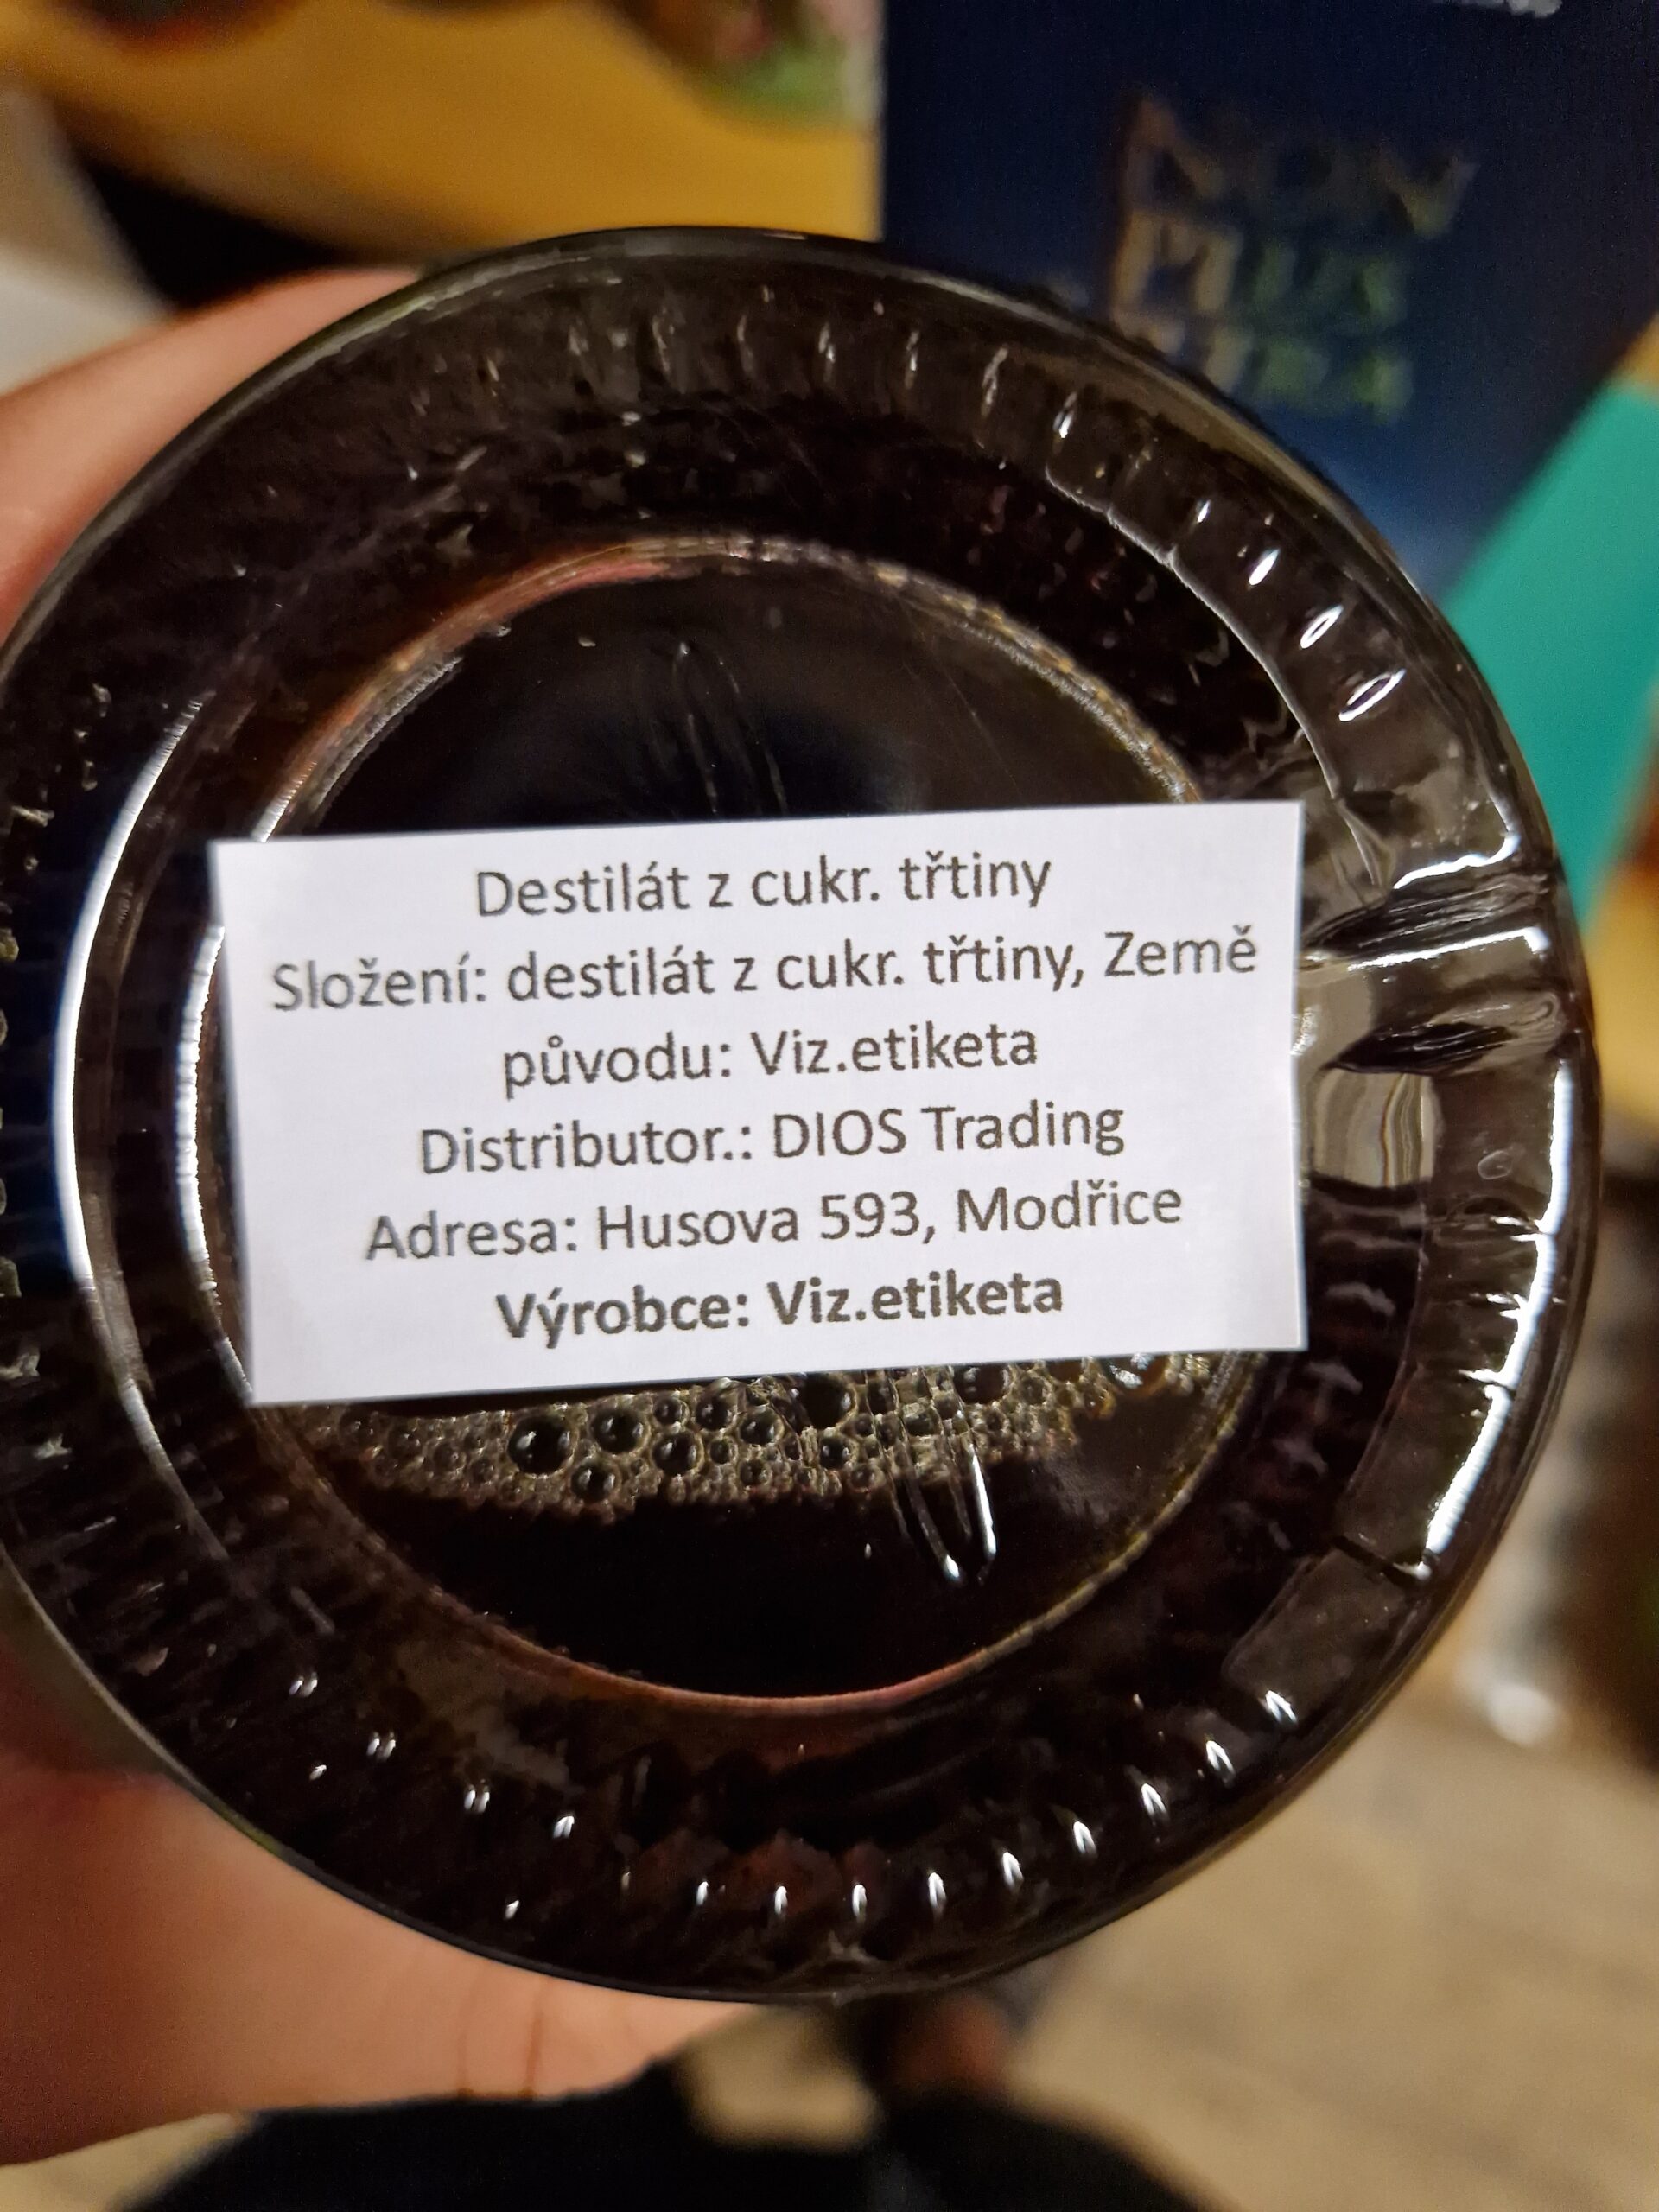 Destilát z cukr. třtiny
Složení: destilát z cukr. třtiny, Země
původu: Viz.etiketa
Distributor.: DIOS Trading
Adresa: Husova 593, Modřice
Výrobce: Viz.etiketa